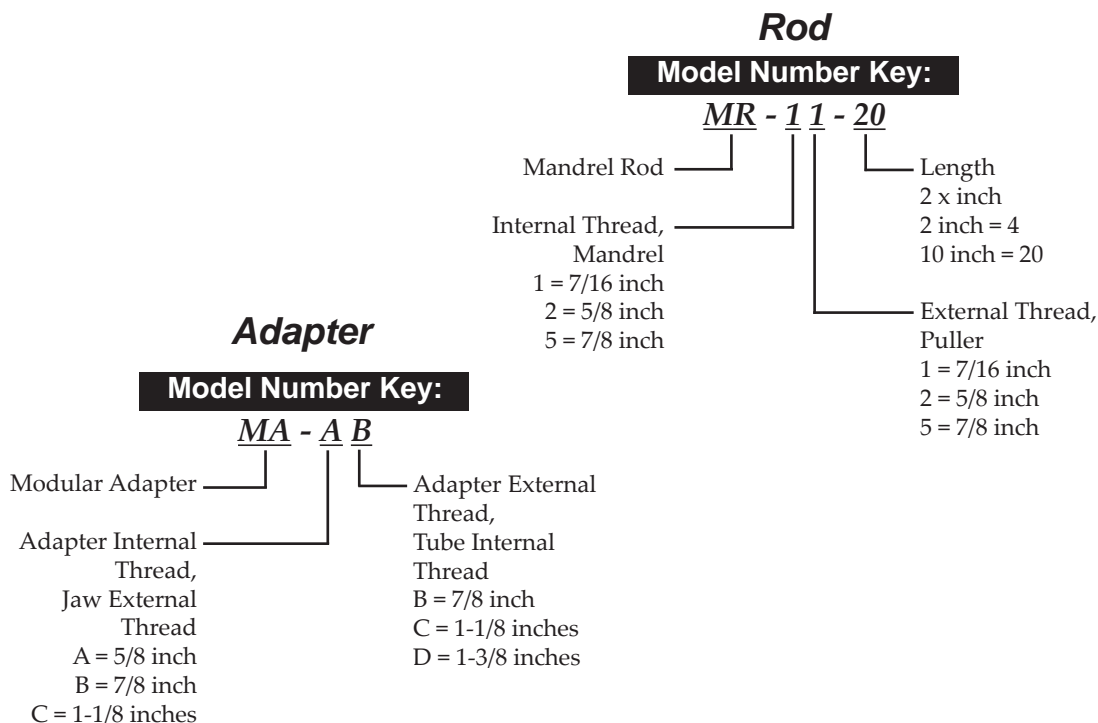 Rod
Model Number Key:
MR - 1 1 - 20
Mandrel Rod
Internal Thread,
Mandrel
1 = 7/16 inch
2 = 5/8 inch
5 = 7/8 inch
Length
2 x inch
2 inch = 4
10 inch = 20
External Thread,
Puller
1 = 7/16 inch
2 = 5/8 inch
5 = 7/8 inch
Adapter
Model Number Key:
MA - A B
Modular Adapter
Adapter Internal
Thread,
Jaw External
Thread
A = 5/8 inch
B = 7/8 inch
C = 1-1/8 inches
Adapter External
Thread,
Tube Internal
Thread
B = 7/8 inch
C = 1-1/8 inches
D = 1-3/8 inches